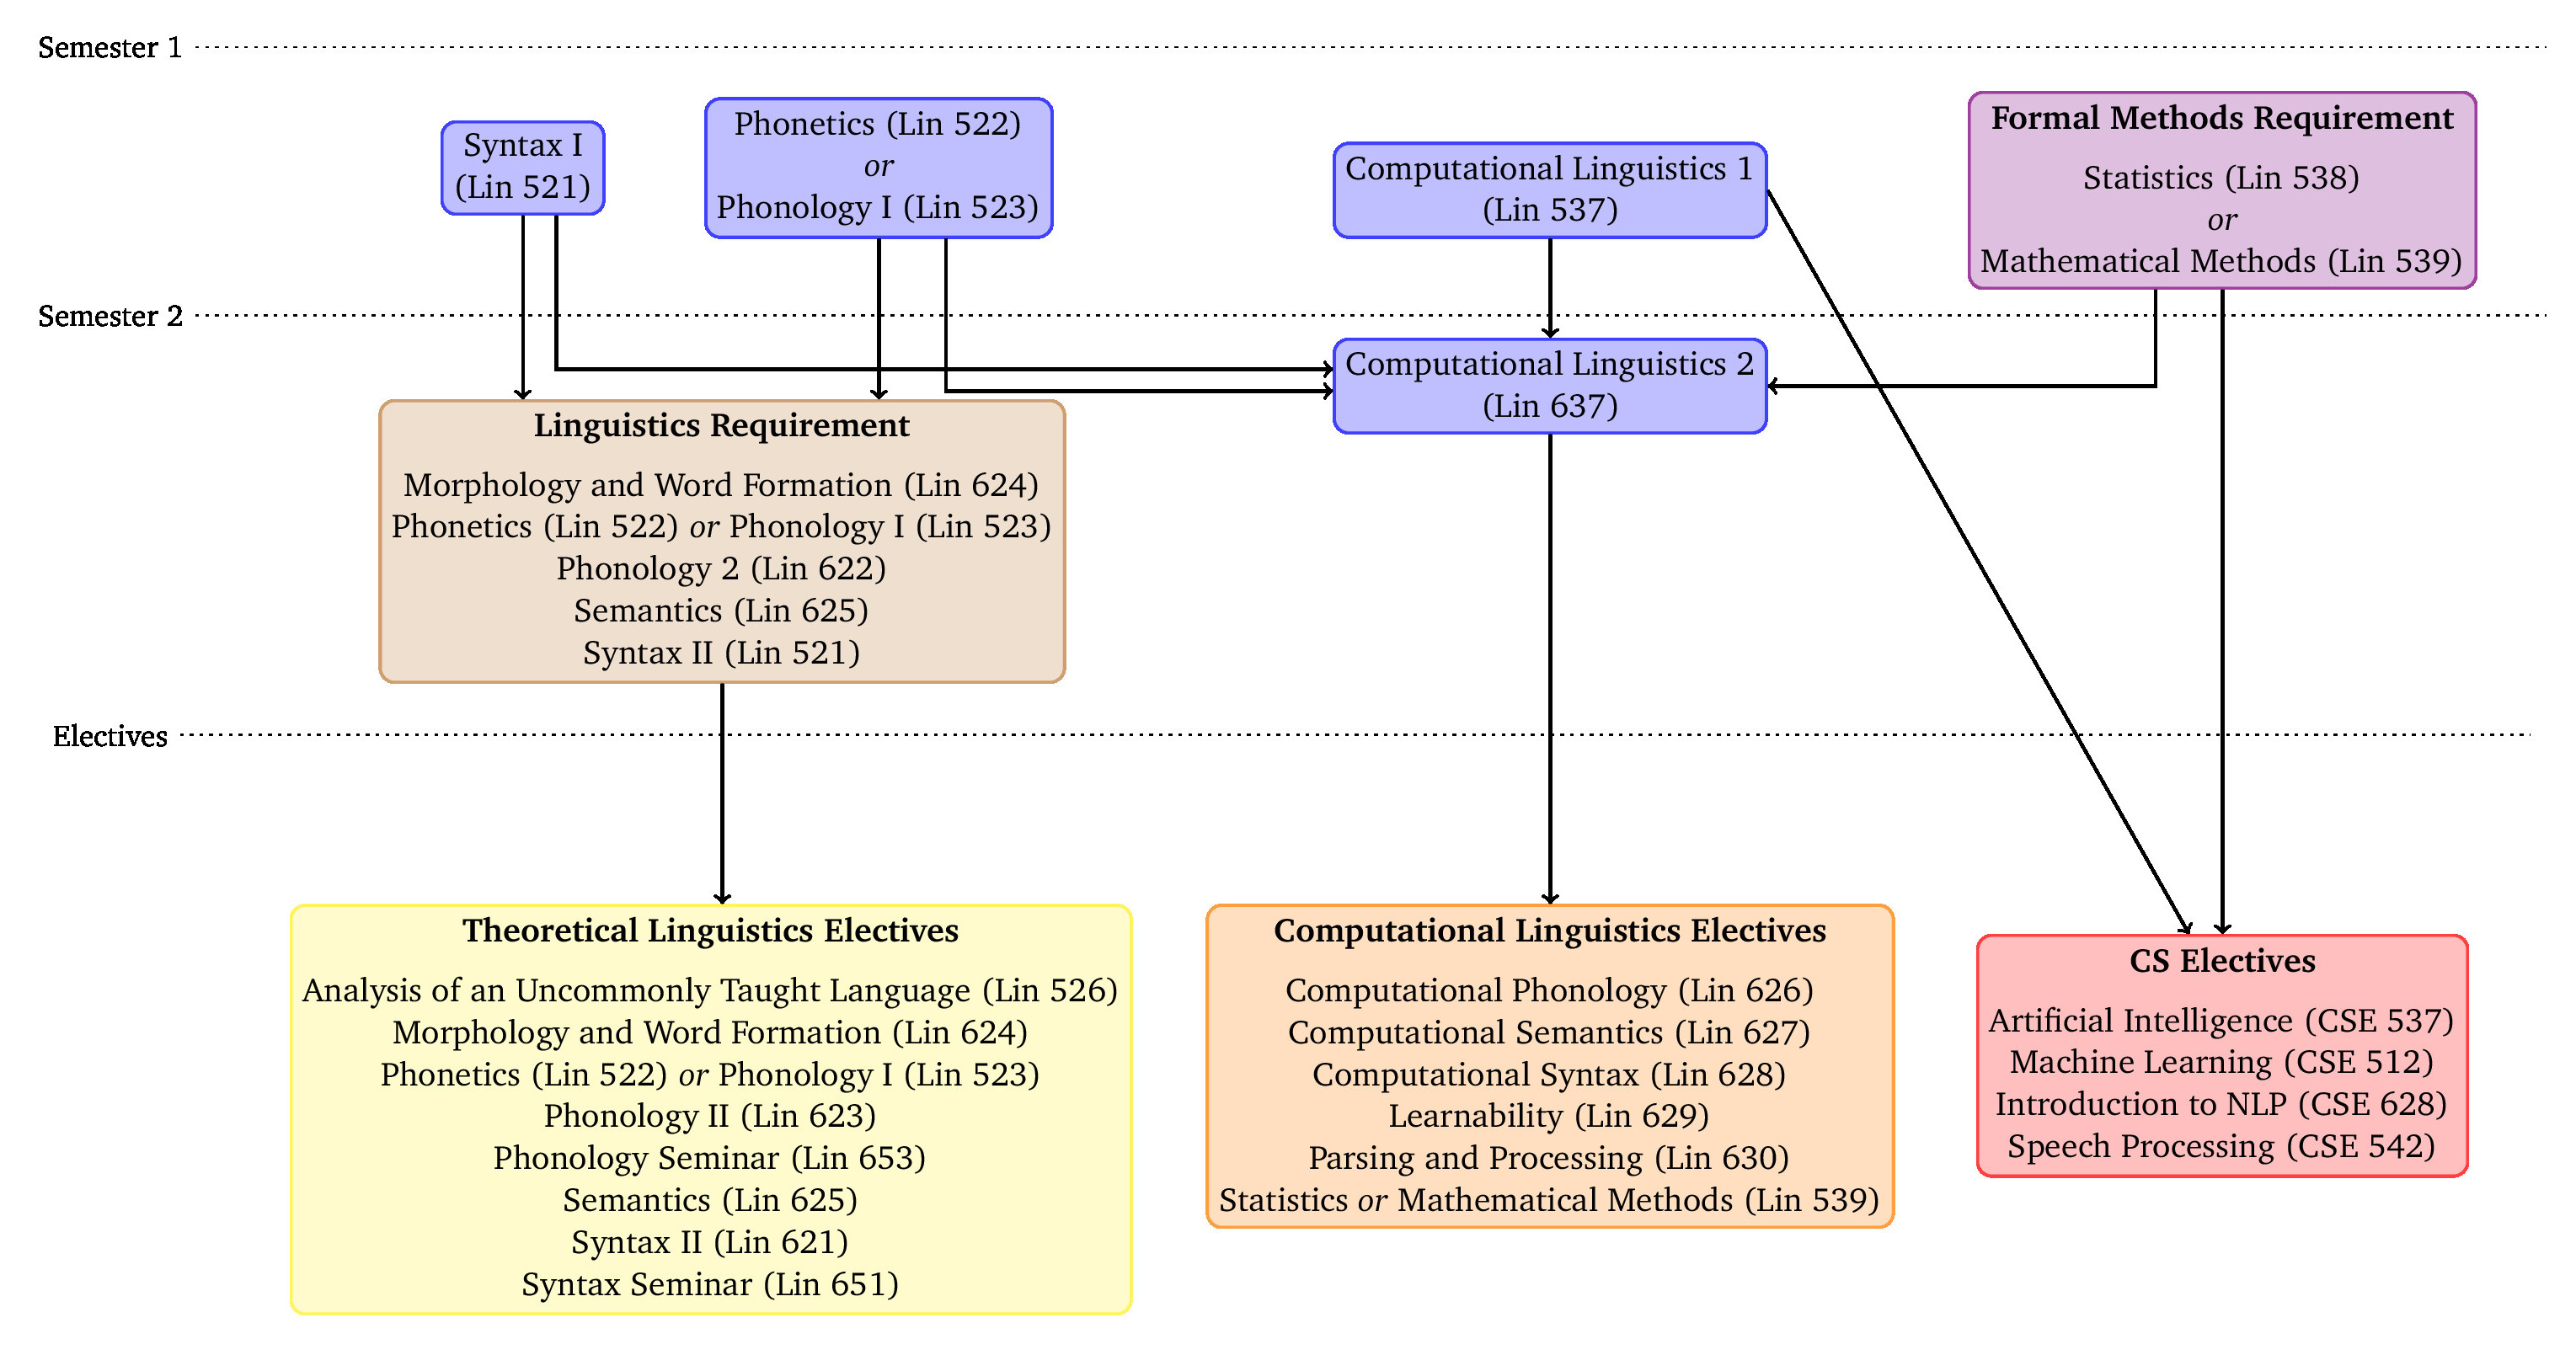 Semester 1
Syntax I
(Lin 521)
Phonetics (Lin 522)
or
Phonology I (Lin 523)
Computational Linguistics 1
(Lin 537)
Formal Methods Requirement
Statistics (Lin 538)
or
Mathematical Methods (Lin 539)
Semester 2
Computational Linguistics 2
(Lin 637)
Linguistics Requirement
Morphology and Word Formation (Lin 624)
Phonetics (Lin 522) or Phonology I (Lin 523)
Phonology 2 (Lin 622)
Semantics (Lin 625)
Syntax II (Lin 521)
Electives
Theoretical Linguistics Electives
Analysis of an Uncommonly Taught Language (Lin 526)
Morphology and Word Formation (Lin 624)
Phonetics (Lin 522) or Phonology I (Lin 523)
Phonology II (Lin 623)
Phonology Seminar (Lin 653)
Semantics (Lin 625)
Syntax II (Lin 621)
Syntax Seminar (Lin 651)
Computational Linguistics Electives
Computational Phonology (Lin 626)
Computational Semantics (Lin 627)
Computational Syntax (Lin 628)
Learnability (Lin 629)
Parsing and Processing (Lin 630)
Statistics or Mathematical Methods (Lin 539)
CS Electives
Artificial Intelligence (CSE 537)
Machine Learning (CSE 512)
Introduction to NLP (CSE 628)
Speech Processing (CSE 542)